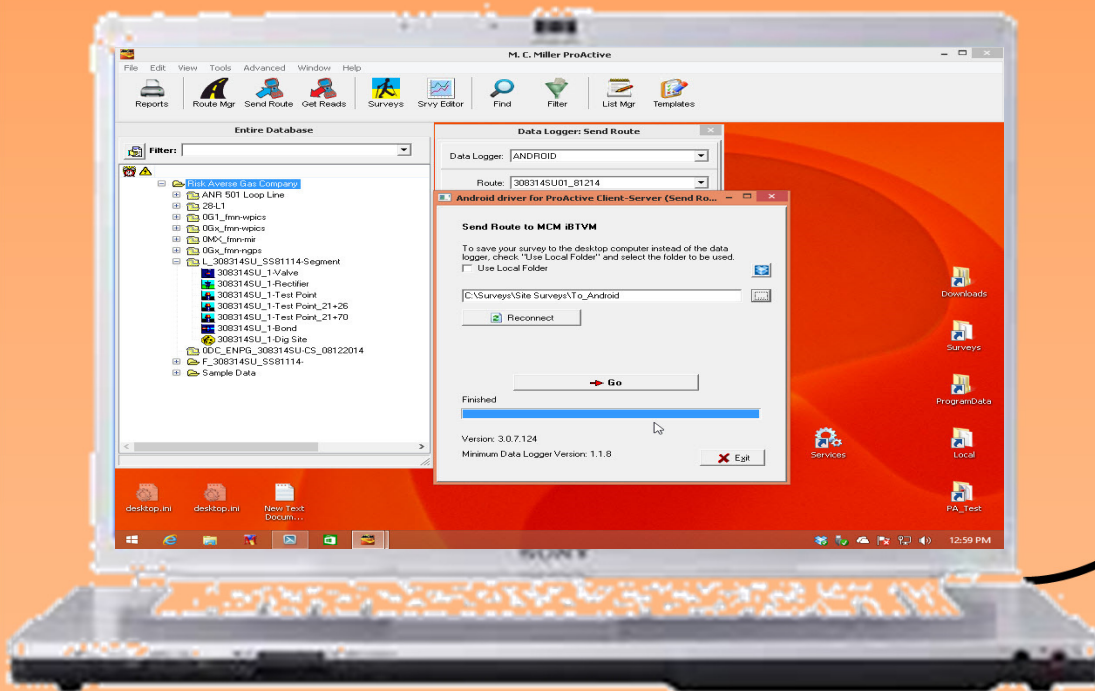 M. C. Miller ProActive
File Edit View Tools Advanced Window Help
Reports Route Mgr Send Route Get Reads Surveys Srvy Editor Find Filter List Mgr Templates
Entire Database
Filter:
Risk Averse Gas Company
ANR 501 Loop Line
28-L1
0G1_fmn-wpics
0Gx_fmn-wpics
0MX_fmn-mir
0Gx_fmn-ngps
L_308314SU_SS81114-Segment
308314SU_1-Valve
308314SU_1-Rectifier
308314SU_1-Test Point
308314SU_1-Test Point_21+26
308314SU_1-Test Point_21+70
308314SU_1-Bond
308314SU_1-Dig Site
0DC_ENPG_308314SU-CS_08122014
F_308314SU_SS81114-
Sample Data
Data Logger: Send Route
Data Logger: ANDROID
Route: 308314SU01_81214
Android driver for ProActive Client-Server (Send Ro...
Send Route to MCM iBTVM
To save your survey to the desktop computer instead of the data
logger, check "Use Local Folder" and select the folder to be used.
Use Local Folder
C:\Surveys\Site Surveys\To_Android
Reconnect
Go
Finished
Version: 3.0.7.124
Minimum Data Logger Version: 1.1.8
Exit
Downloads
Surveys
ProgramData
Services
Local
PA_Test
desktop.ini
desktop.ini
New Text
Docum...
12:59 PM
SONY